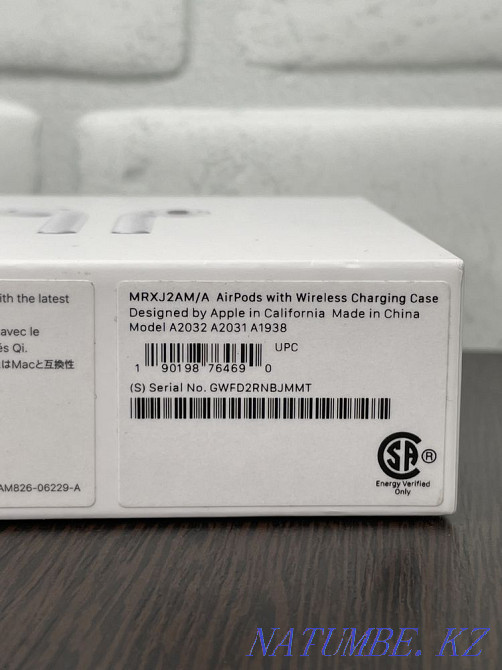 ith the latest
avec le
és Qi.
はMacと互換性
AM826-06229-A
MRXJ2AM/A AirPods with Wireless Charging Case
Designed by Apple in California Made in China
Model A2032 A2031 A1938
UPC
1 90198 76469 0
(S) Serial No. GWFD2RNBJMMT
SA ®
Energy Verified
Only
NATUMBE. KZ